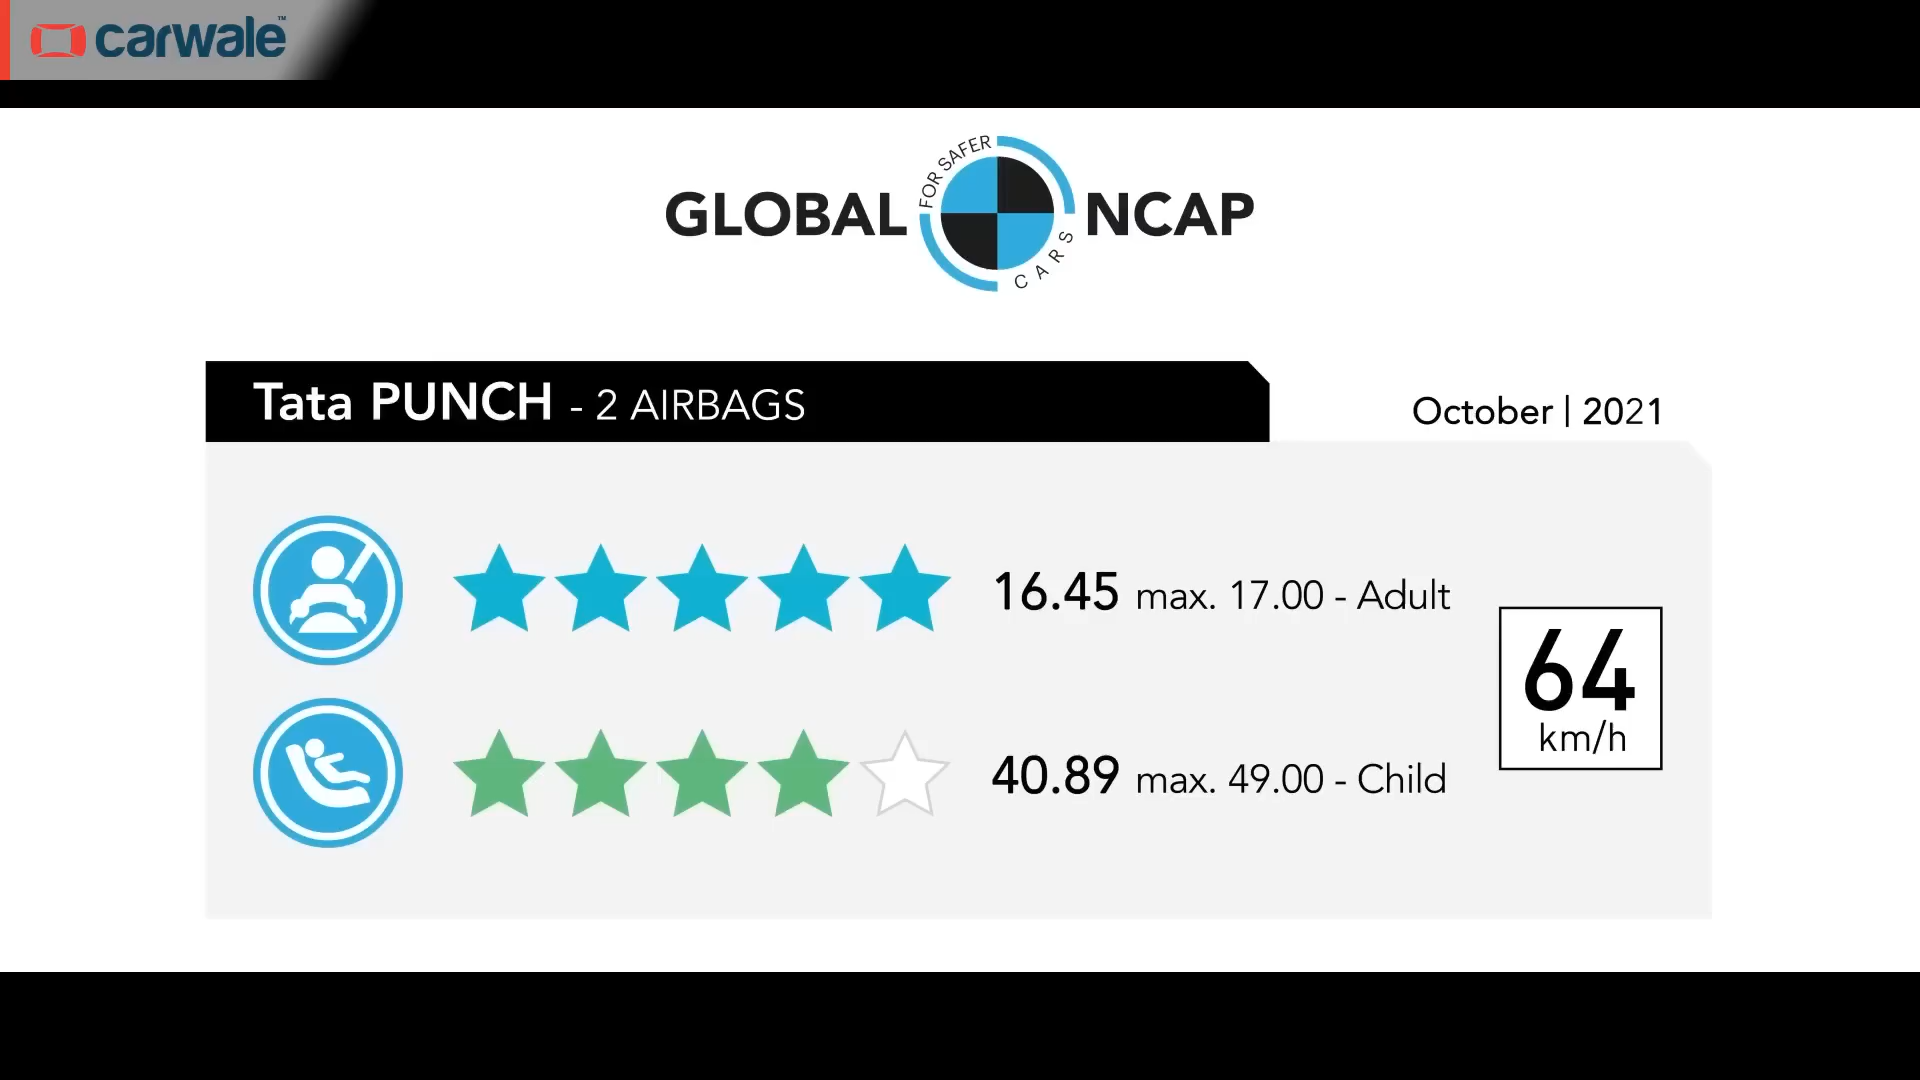 carwale™
GLOBAL FOR SAFER CARS NCAP
Tata PUNCH - 2 AIRBAGS
October | 2021
16.45 max. 17.00 - Adult
64
km/h
40.89 max. 49.00 - Child